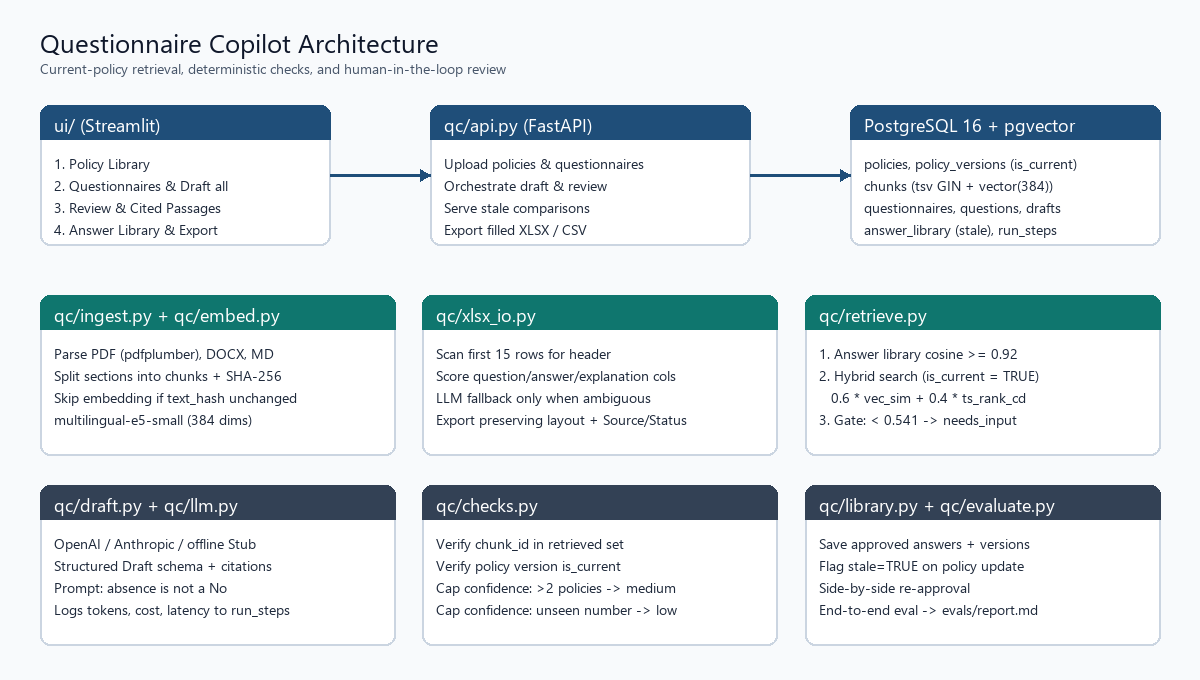 Questionnaire Copilot Architecture
Current-policy retrieval, deterministic checks, and human-in-the-loop review
ui/ (Streamlit)
1. Policy Library
2. Questionnaires & Draft all
3. Review & Cited Passages
4. Answer Library & Export
qc/api.py (FastAPI)
Upload policies & questionnaires
Orchestrate draft & review
Serve stale comparisons
Export filled XLSX / CSV
PostgreSQL 16 + pgvector
policies, policy_versions (is_current)
chunks (tsv GIN + vector(384))
questionnaires, questions, drafts
answer_library (stale), run_steps
qc/ingest.py + qc/embed.py
Parse PDF (pdfplumber), DOCX, MD
Split sections into chunks + SHA-256
Skip embedding if text_hash unchanged
multilingual-e5-small (384 dims)
qc/xlsx_io.py
Scan first 15 rows for header
Score question/answer/explanation cols
LLM fallback only when ambiguous
Export preserving layout + Source/Status
qc/retrieve.py
1. Answer library cosine >= 0.92
2. Hybrid search (is_current = TRUE)
0.6 * vec_sim + 0.4 * ts_rank_cd
3. Gate: < 0.541 -> needs_input
qc/draft.py + qc/llm.py
OpenAI / Anthropic / offline Stub
Structured Draft schema + citations
Prompt: absence is not a No
Logs tokens, cost, latency to run_steps
qc/checks.py
Verify chunk_id in retrieved set
Verify policy version is_current
Cap confidence: >2 policies -> medium
Cap confidence: unseen number -> low
qc/library.py + qc/evaluate.py
Save approved answers + versions
Flag stale=TRUE on policy update
Side-by-side re-approval
End-to-end eval -> evals/report.md